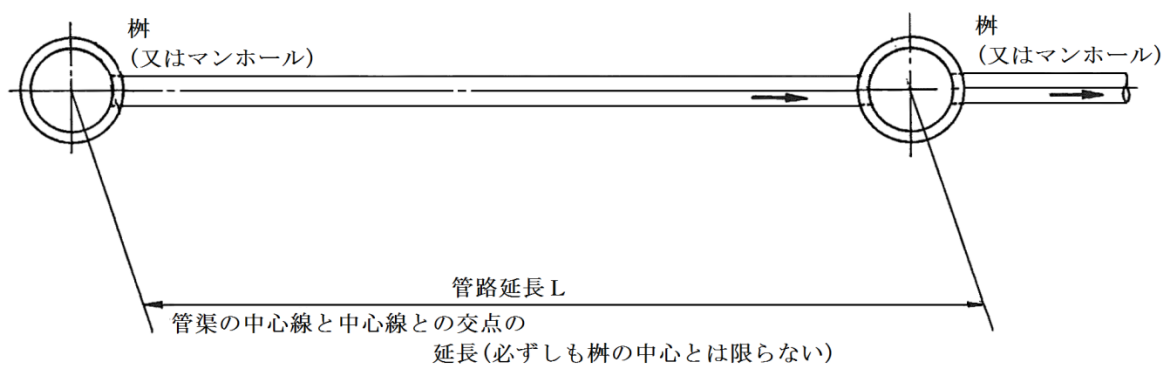 桝
(又はマンホール)
桝
(又はマンホール)
管路延長L
管渠の中心線と中心線との交点の
延長(必ずしも桝の中心とは限らない)